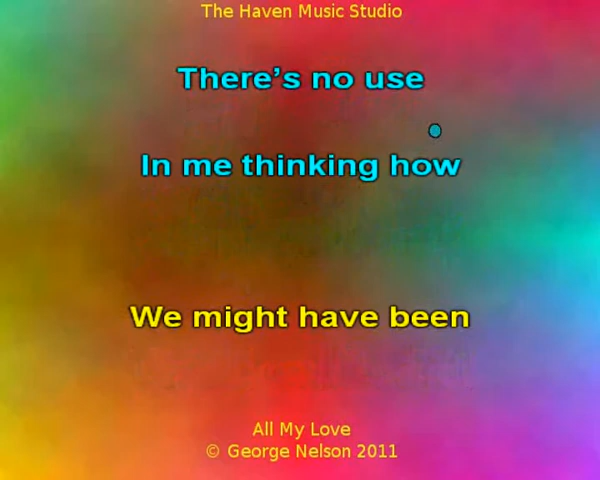 The Haven Music Studio
There’s no use
In me thinking how
We might have been
All My Love
© George Nelson 2011